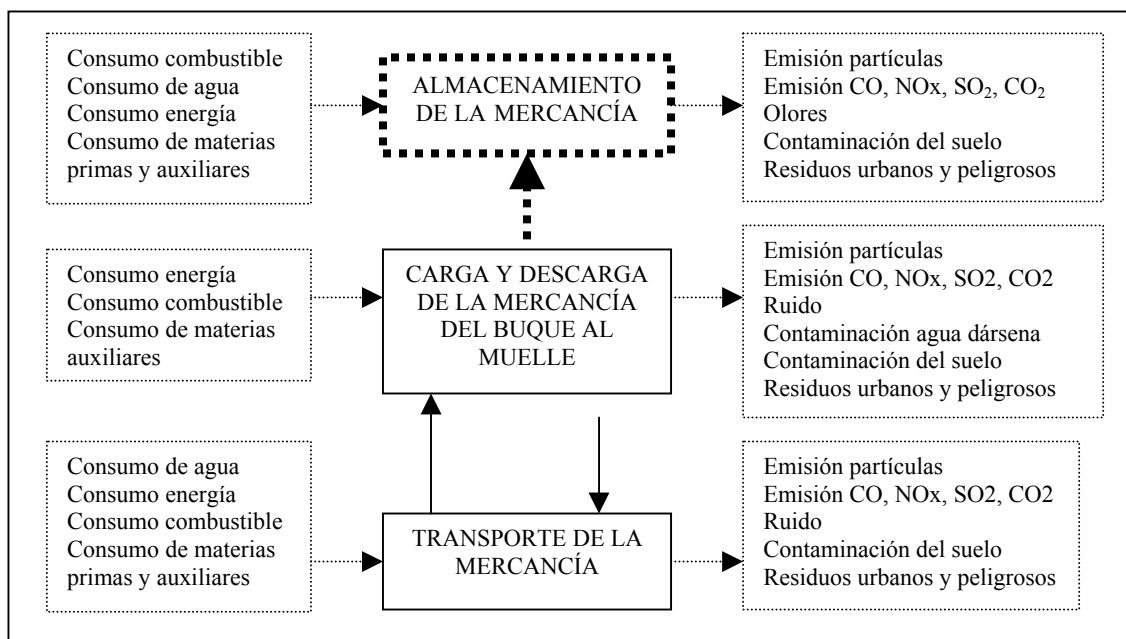 Consumo combustible
Consumo de agua
Consumo energía
Consumo de materias
primas y auxiliares
ALMACENAMIENTO
DE LA MERCANCÍA
Emisión partículas
Emisión CO, NOx, SO₂, CO₂
Olores
Contaminación del suelo
Residuos urbanos y peligrosos
Consumo energía
Consumo combustible
Consumo de materias
auxiliares
CARGA Y DESCARGA
DE LA MERCANCÍA
DEL BUQUE AL
MUELLE
Emisión partículas
Emisión CO, NOx, SO2, CO2
Ruido
Contaminación agua dársena
Contaminación del suelo
Residuos urbanos y peligrosos
Consumo de agua
Consumo energía
Consumo combustible
Consumo de materias
primas y auxiliares
TRANSPORTE DE LA
MERCANCÍA
Emisión partículas
Emisión CO, NOx, SO2, CO2
Ruido
Contaminación del suelo
Residuos urbanos y peligrosos